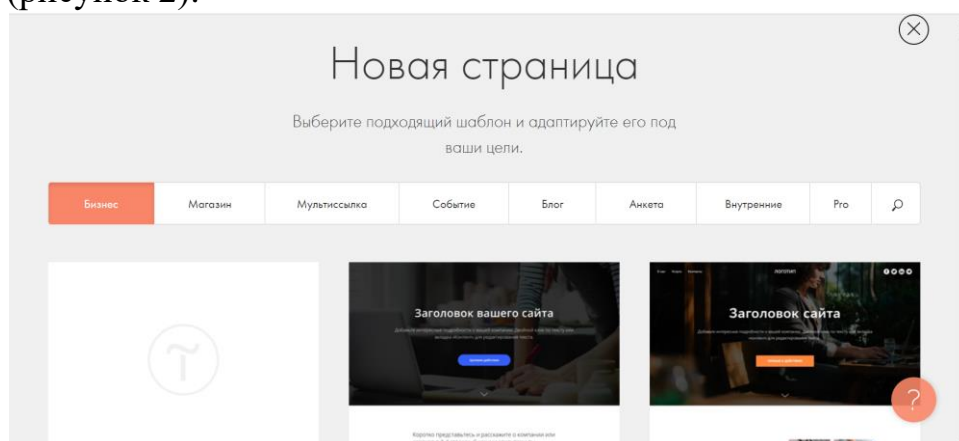 (рисунок 2).
Новая страница
Выберите подходящий шаблон и адаптируйте его под
ваши цели.
Бизнес Магазин Мультиссылка Событие Блог Анкета Внутренние Pro
Заголовок вашего сайта
Заголовок сайта
?